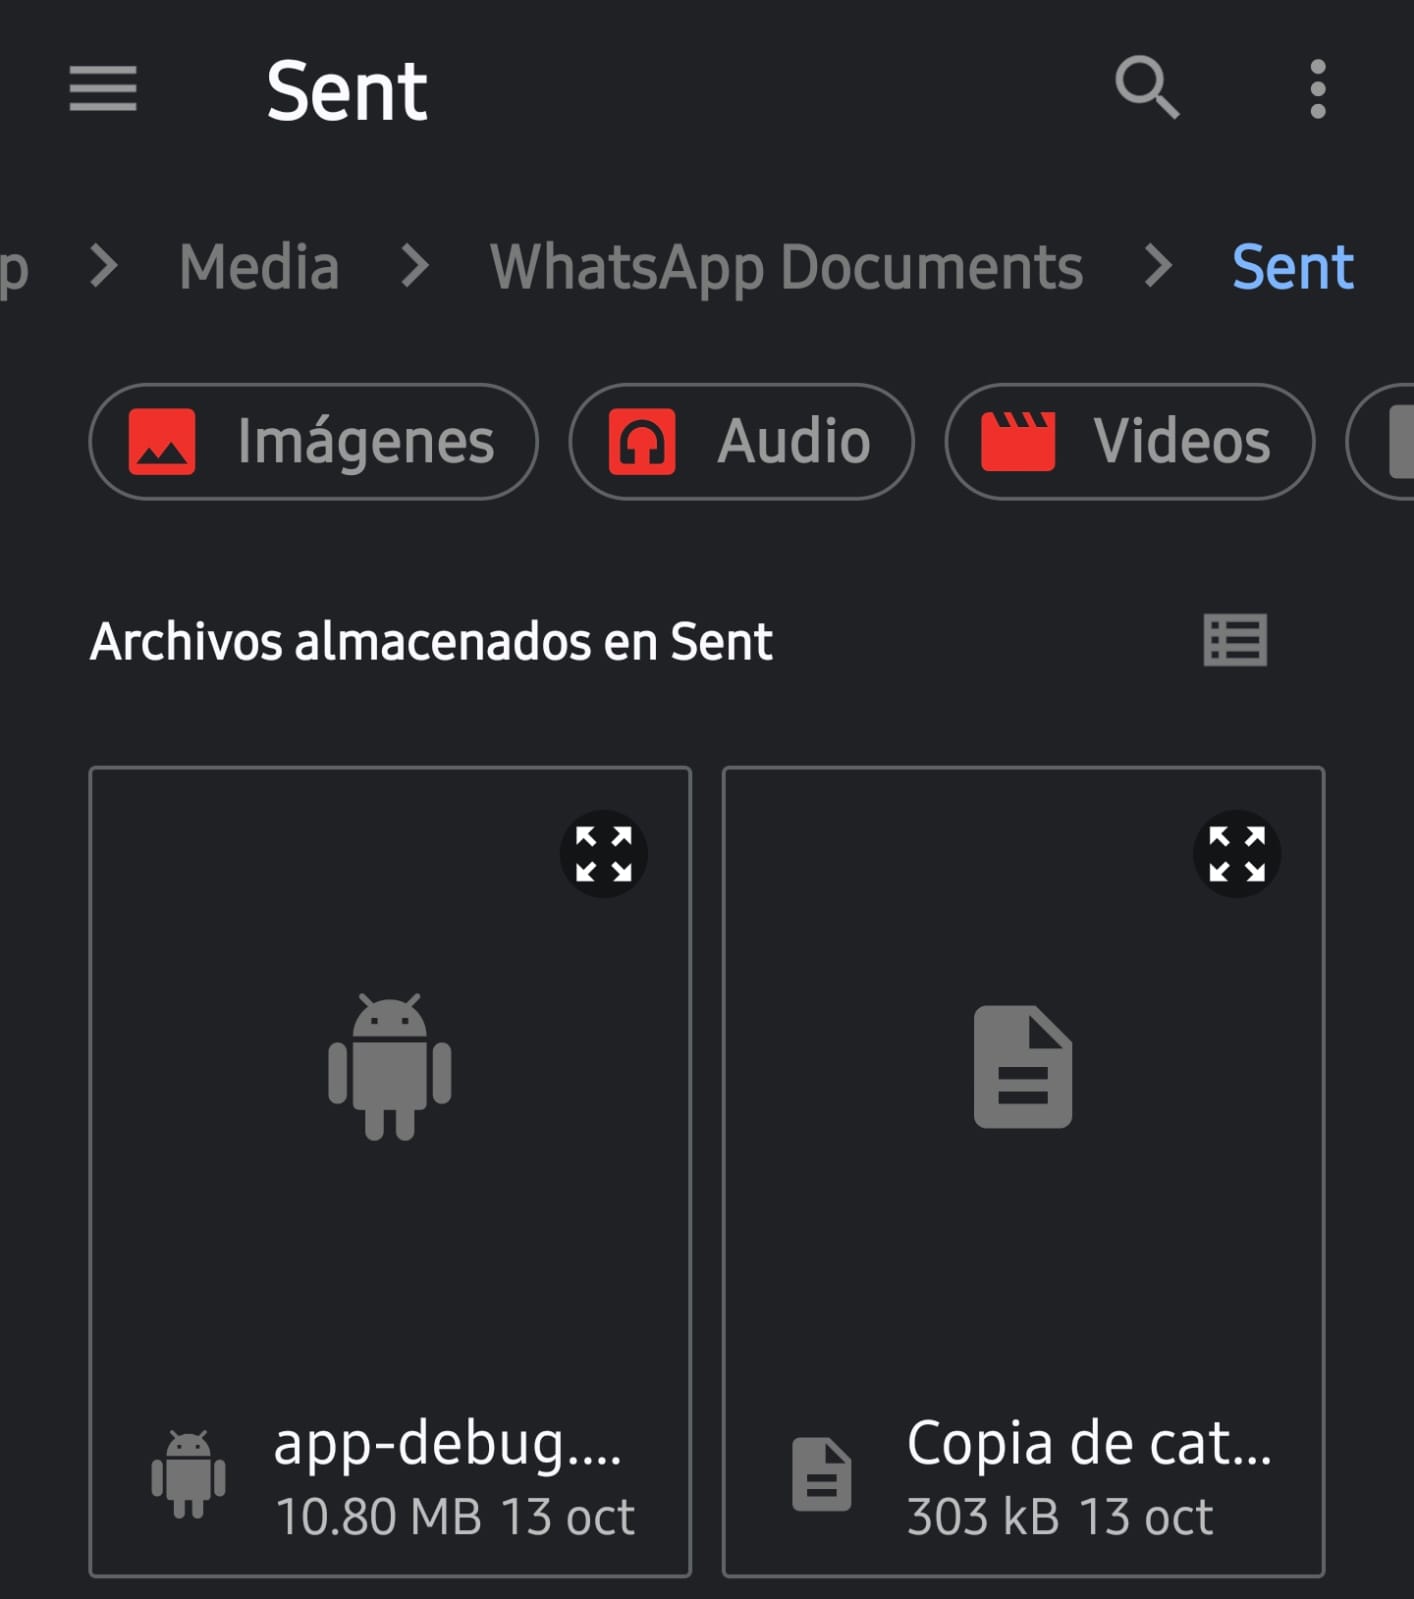 Sent
p > Media > WhatsApp Documents > Sent
Imágenes Audio Videos
Archivos almacenados en Sent
app-debug.... Copia de cat...
10.80 MB 13 oct 303 kB 13 oct